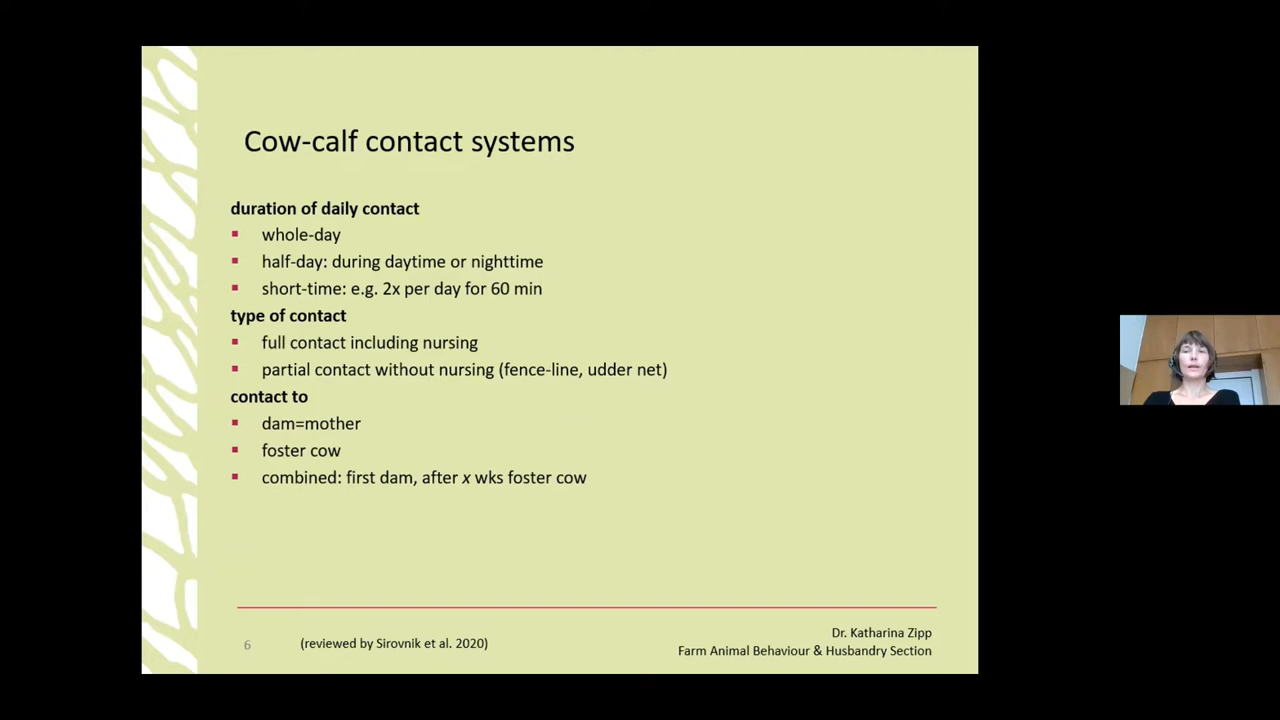 Cow-calf contact systems
duration of daily contact
▪ whole-day
▪ half-day: during daytime or nighttime
▪ short-time: e.g. 2x per day for 60 min
type of contact
▪ full contact including nursing
▪ partial contact without nursing (fence-line, udder net)
contact to
▪ dam=mother
▪ foster cow
▪ combined: first dam, after x wks foster cow
6
(reviewed by Sirovnik et al. 2020)
Dr. Katharina Zipp
Farm Animal Behaviour & Husbandry Section